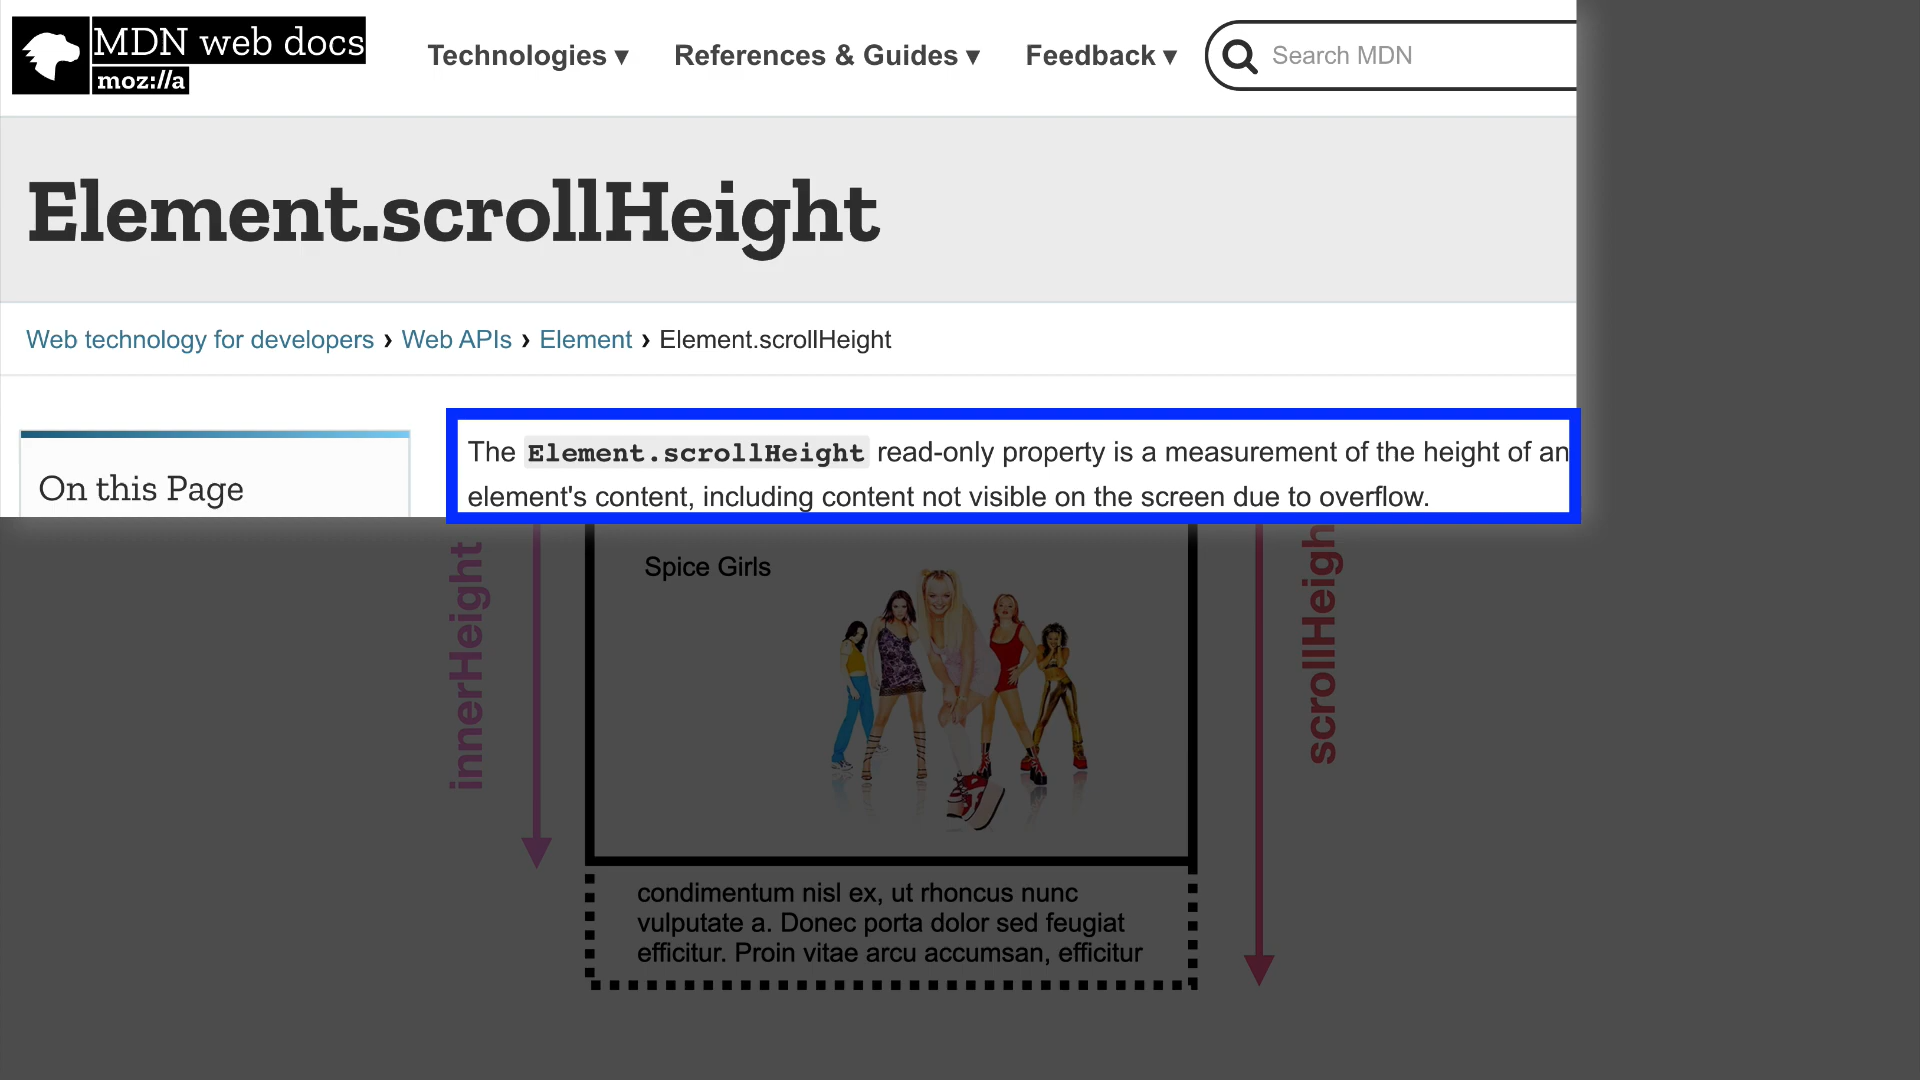 MDN web docs
moz://a
Technologies ▾
References & Guides ▾
Feedback ▾
Search MDN
Element.scrollHeight
Web technology for developers › Web APIs › Element › Element.scrollHeight
On this Page
The Element.scrollHeight read-only property is a measurement of the height of an
element's content, including content not visible on the screen due to overflow.
innerHeight
Spice Girls
condimentum nisl ex, ut rhoncus nunc
vulputate a. Donec porta dolor sed feugiat
efficitur. Proin vitae arcu accumsan, efficitur
scrollHeigh